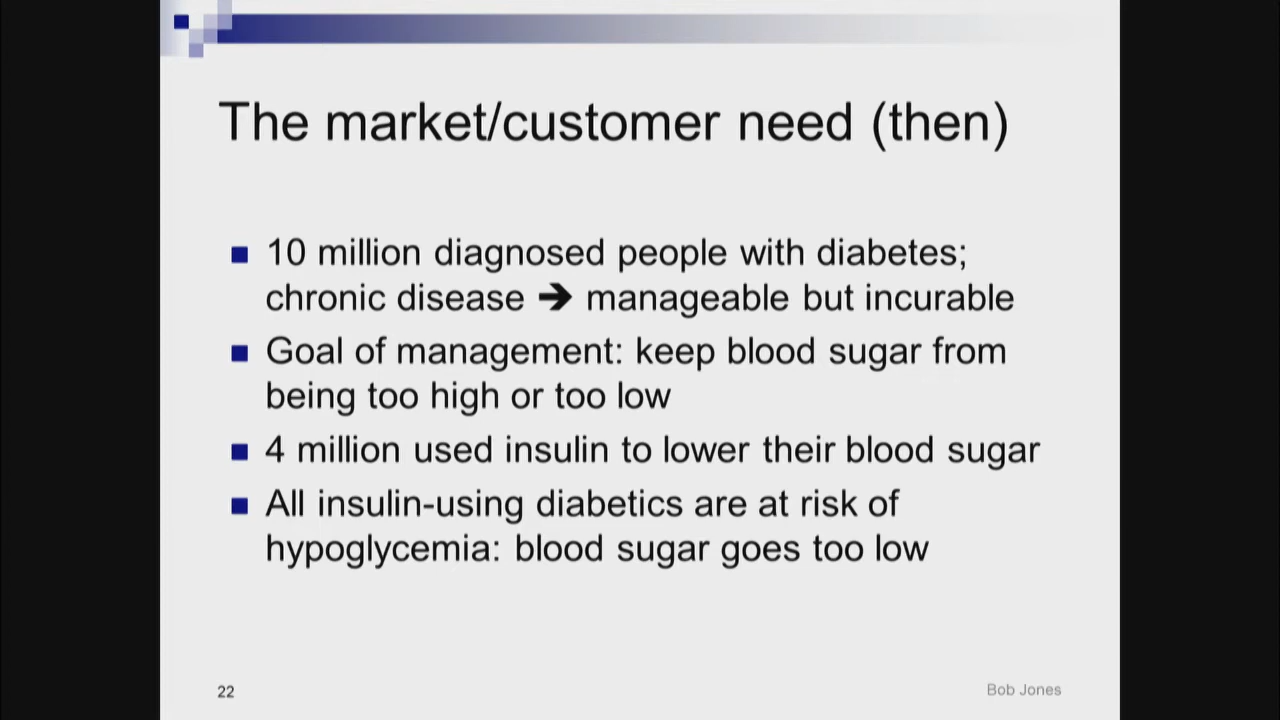 The market/customer need (then)
10 million diagnosed people with diabetes;
chronic disease ➔ manageable but incurable
Goal of management: keep blood sugar from
being too high or too low
4 million used insulin to lower their blood sugar
All insulin-using diabetics are at risk of
hypoglycemia: blood sugar goes too low
22
Bob Jones